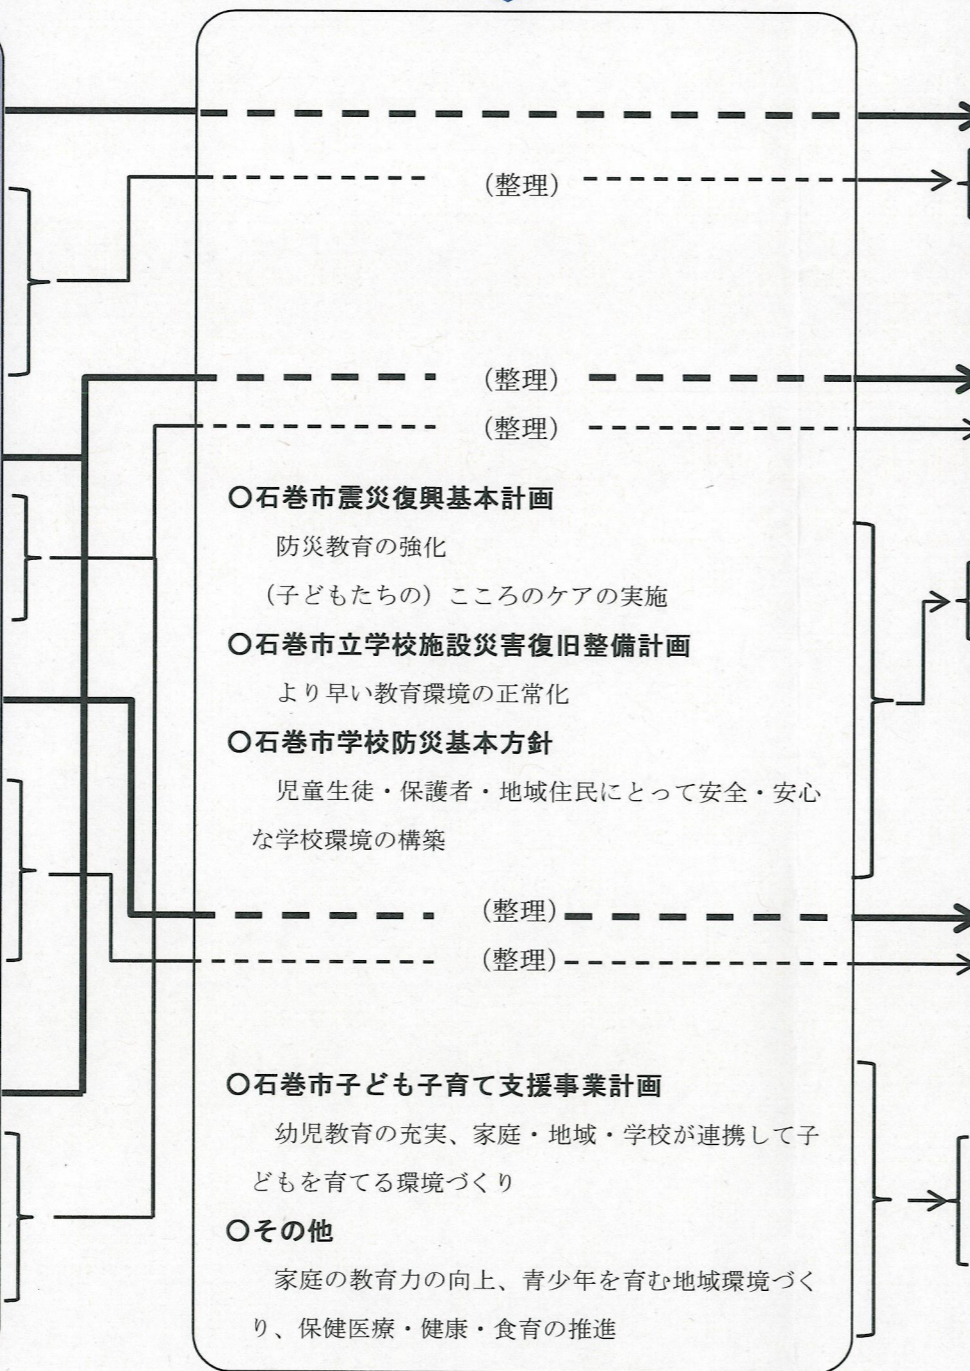 (整理)
(整理)
(整理)
〇石巻市震災復興基本計画
防災教育の強化
(子どもたちの)こころのケアの実施
〇石巻市立学校施設災害復旧整備計画
より早い教育環境の正常化
〇石巻市学校防災基本方針
児童生徒・保護者・地域住民にとって安全・安心
な学校環境の構築
(整理)
(整理)
〇石巻市子ども子育て支援事業計画
幼児教育の充実、家庭・地域・学校が連携して子
どもを育てる環境づくり
〇その他
家庭の教育力の向上、青少年を育む地域環境づく
り、保健医療・健康・食育の推進